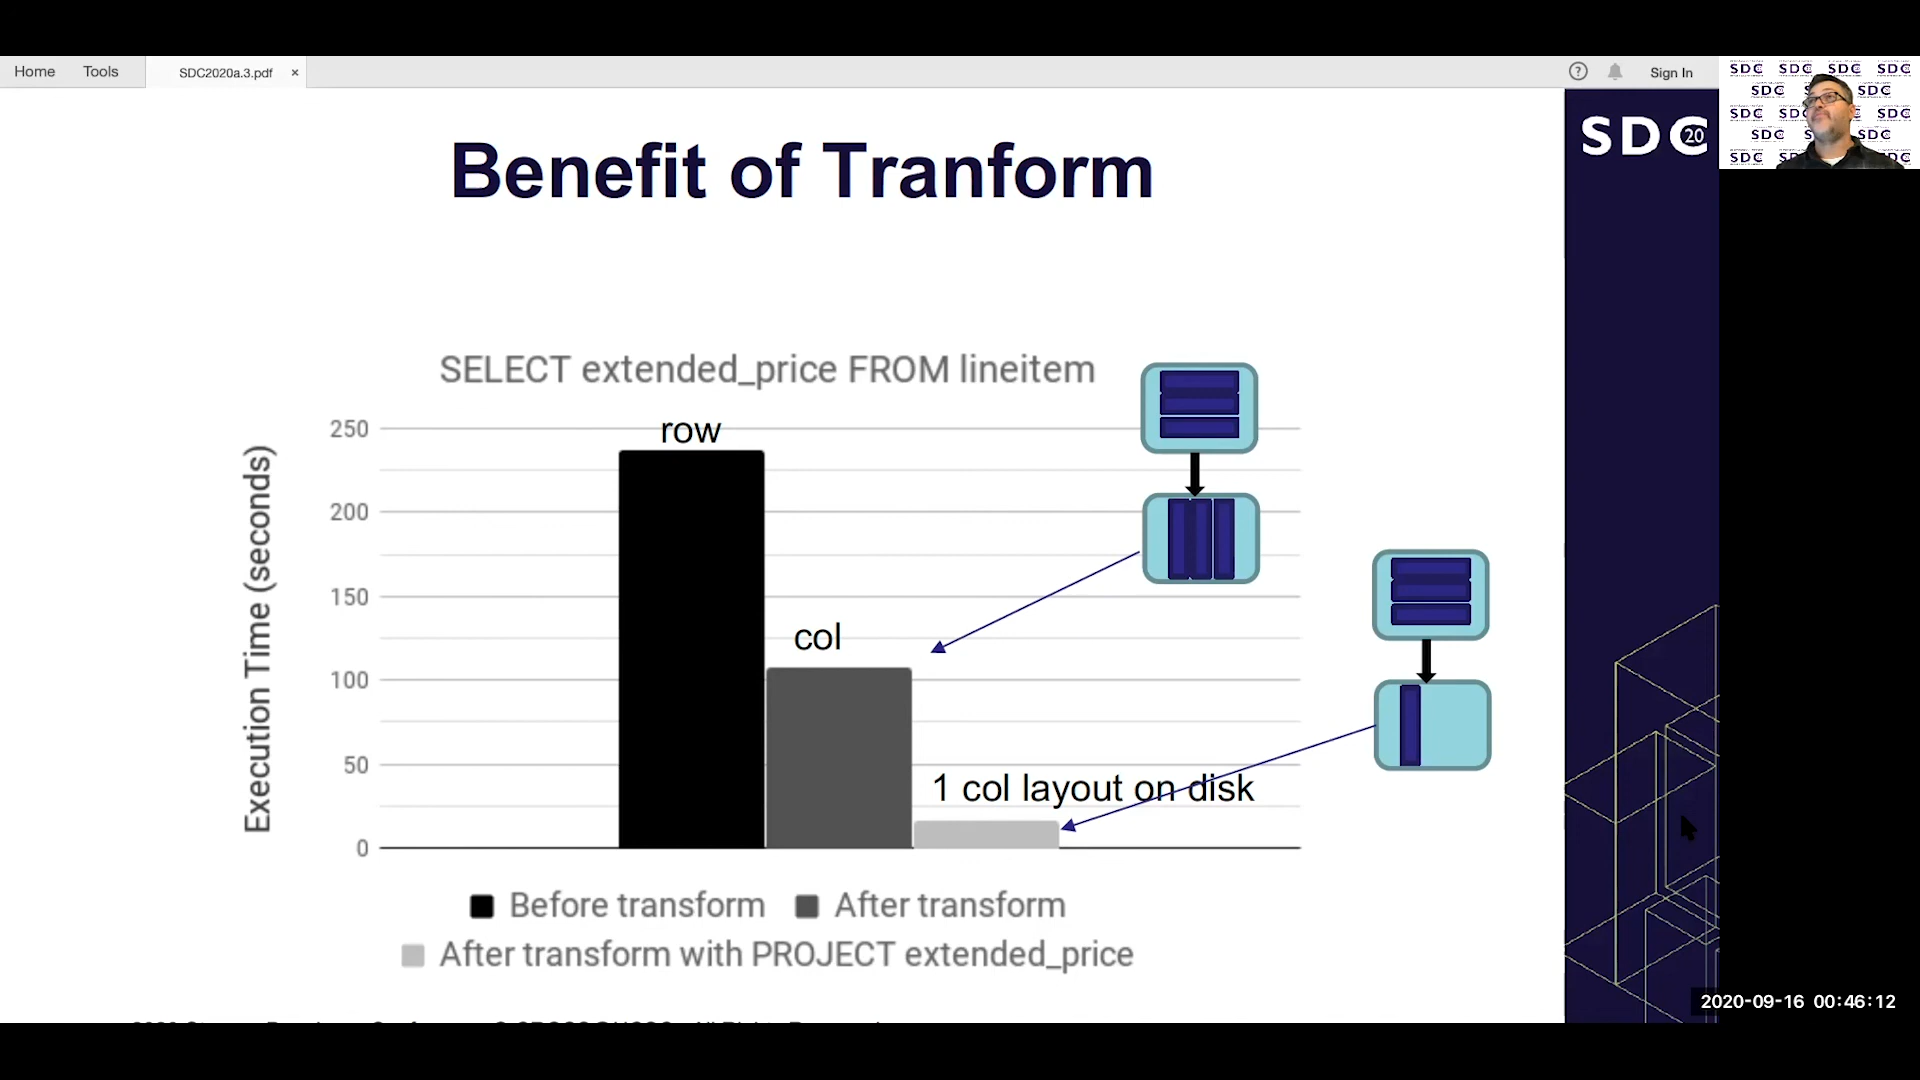 Home Tools SDC2020a.3.pdf × ? Sign In
SDC 20
SDC SDC SDC SDC
SDC SDC
SDC SDC
SDC SDC
SDC
Benefit of Tranform
SELECT extended_price FROM lineitem
Execution Time (seconds)
250
200
150
100
50
0
row
col
1 col layout on disk
Before transform After transform
After transform with PROJECT extended_price
2020-09-16 00:46:12